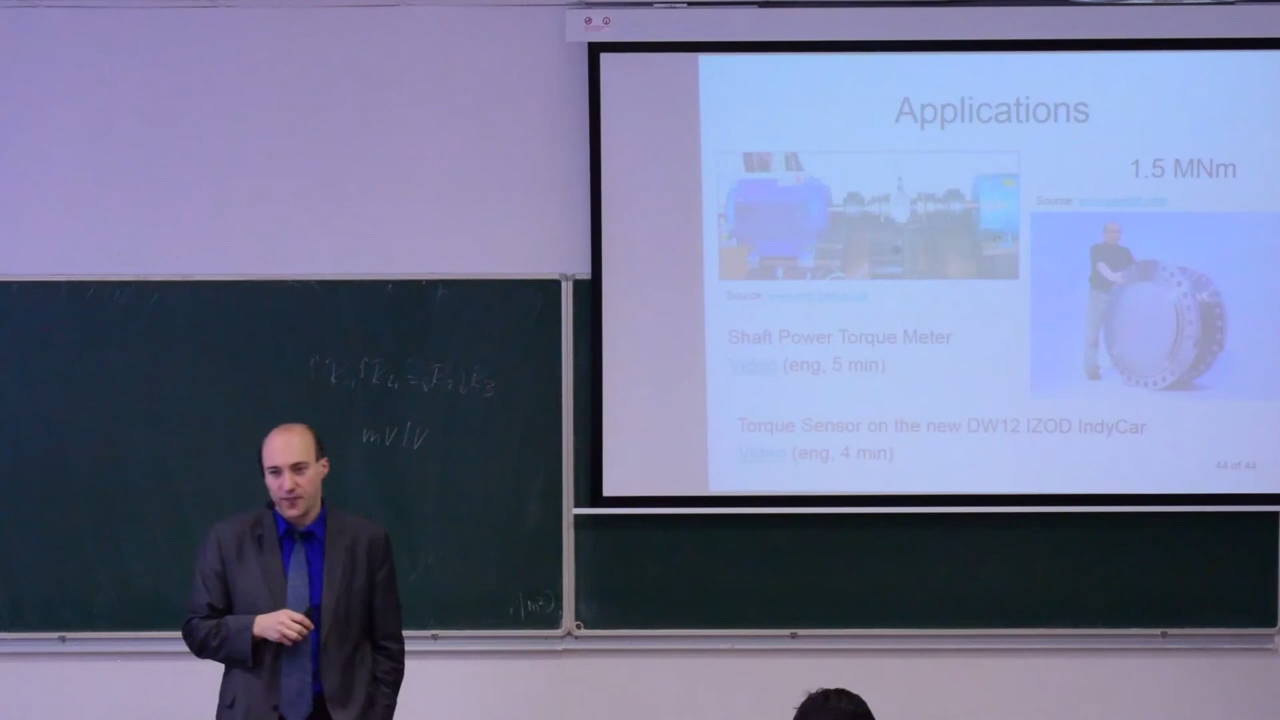 Applications
1.5 MNm
Source:
Source:
Shaft Power Torque Meter
Video (eng, 5 min)
Torque Sensor on the new DW12 IZOD IndyCar
Video (eng, 4 min)
44 of 44
mV/V